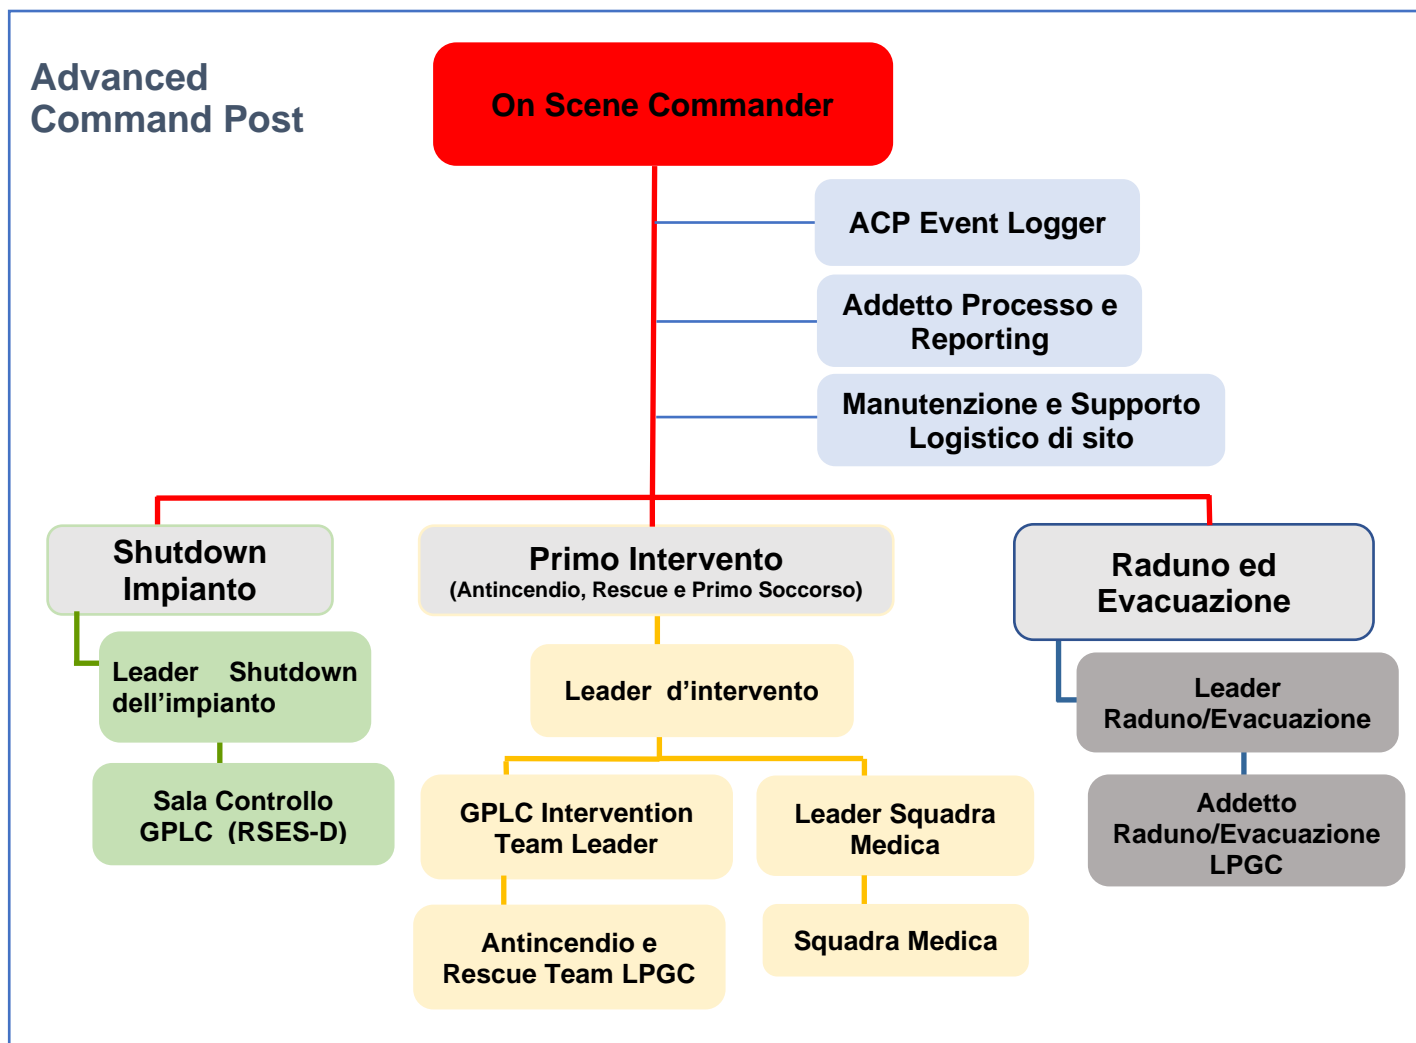 Advanced
Command Post
On Scene Commander
ACP Event Logger
Addetto Processo e
Reporting
Manutenzione e Supporto
Logistico di sito
Shutdown
Impianto
Primo Intervento
(Antincendio, Rescue e Primo Soccorso)
Raduno ed
Evacuazione
Leader Shutdown
dell’impianto
Leader d’intervento
Leader
Raduno/Evacuazione
Sala Controllo
GPLC (RSES-D)
GPLC Intervention
Team Leader
Leader Squadra
Medica
Addetto
Raduno/Evacuazione
LPGC
Antincendio e
Rescue Team LPGC
Squadra Medica